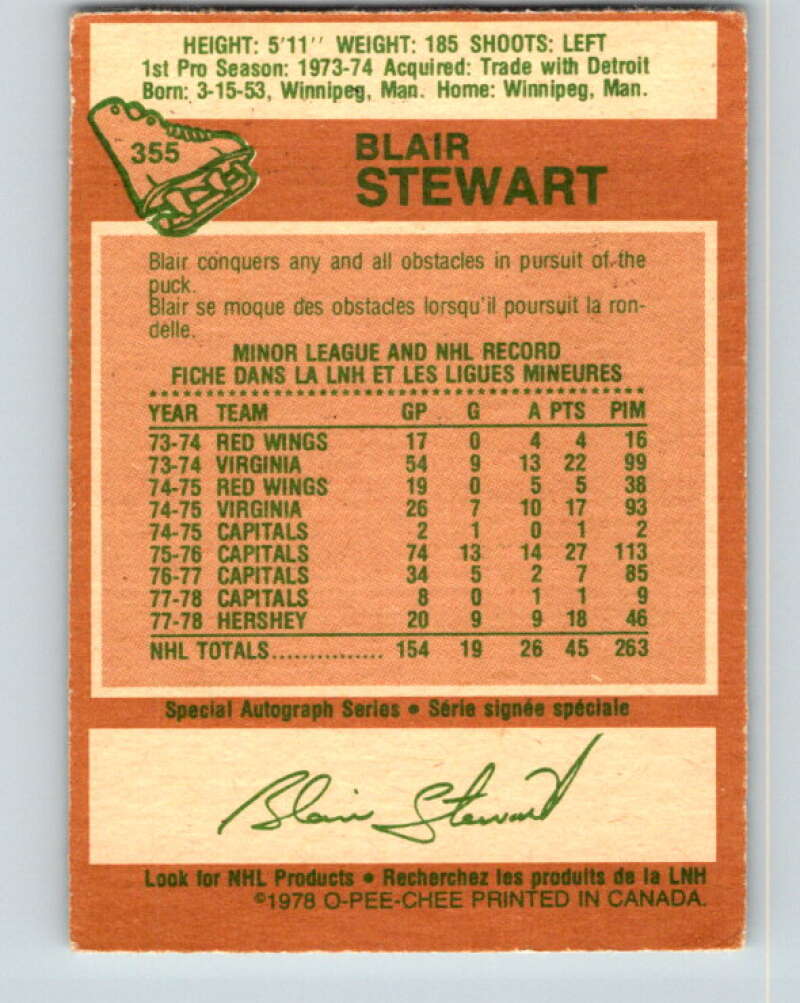 HEIGHT: 5'11'' WEIGHT: 185 SHOOTS: LEFT
1st Pro Season: 1973-74 Acquired: Trade with Detroit
Born: 3-15-53, Winnipeg, Man. Home: Winnipeg, Man.
355
BLAIR
STEWART
Blair conquers any and all obstacles in pursuit of the
puck.
Blair se moque des obstacles lorsqu'il poursuit la ron-
delle.
MINOR LEAGUE AND NHL RECORD
FICHE DANS LA LNH ET LES LIGUES MINEURES
YEAR TEAM GP G A PTS PIM
73-74 RED WINGS 17 0 4 4 16
73-74 VIRGINIA 54 9 13 22 99
74-75 RED WINGS 19 0 5 5 38
74-75 VIRGINIA 26 7 10 17 93
74-75 CAPITALS 2 1 0 1 2
75-76 CAPITALS 74 13 14 27 113
76-77 CAPITALS 34 5 2 7 85
77-78 CAPITALS 8 0 1 1 9
77-78 HERSHEY 20 9 9 18 46
NHL TOTALS............... 154 19 26 45 263
Special Autograph Series • Série signée spéciale
Blair Stewart
Look for NHL Products • Recherchez les produits de la LNH
©1978 O-PEE-CHEE PRINTED IN CANADA.